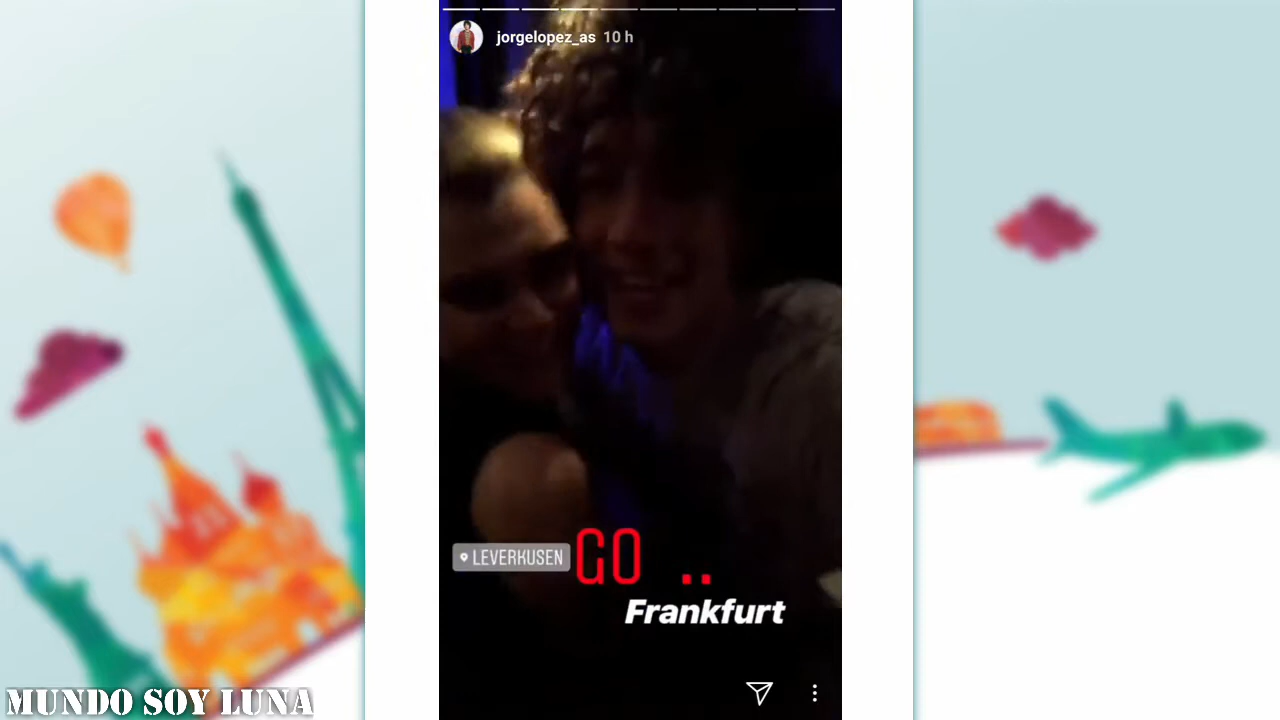 jorgelopez_as 10 h
LEVERKUSEN GO ..
Frankfurt
MUNDO SOY LUNA